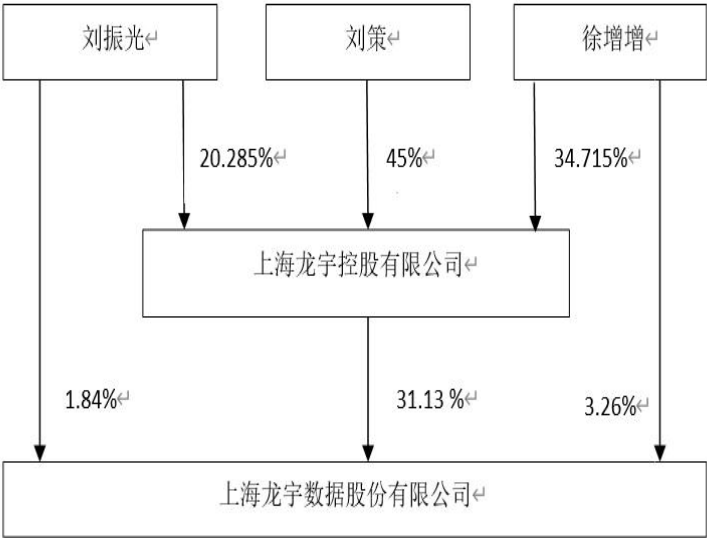 刘振光↵
刘策↵
徐增增↵
20.285%↵
45%↵
34.715%↵
上海龙宇控股有限公司↵
1.84%↵
31.13 %↵
3.26%↵
上海龙宇数据股份有限公司↵